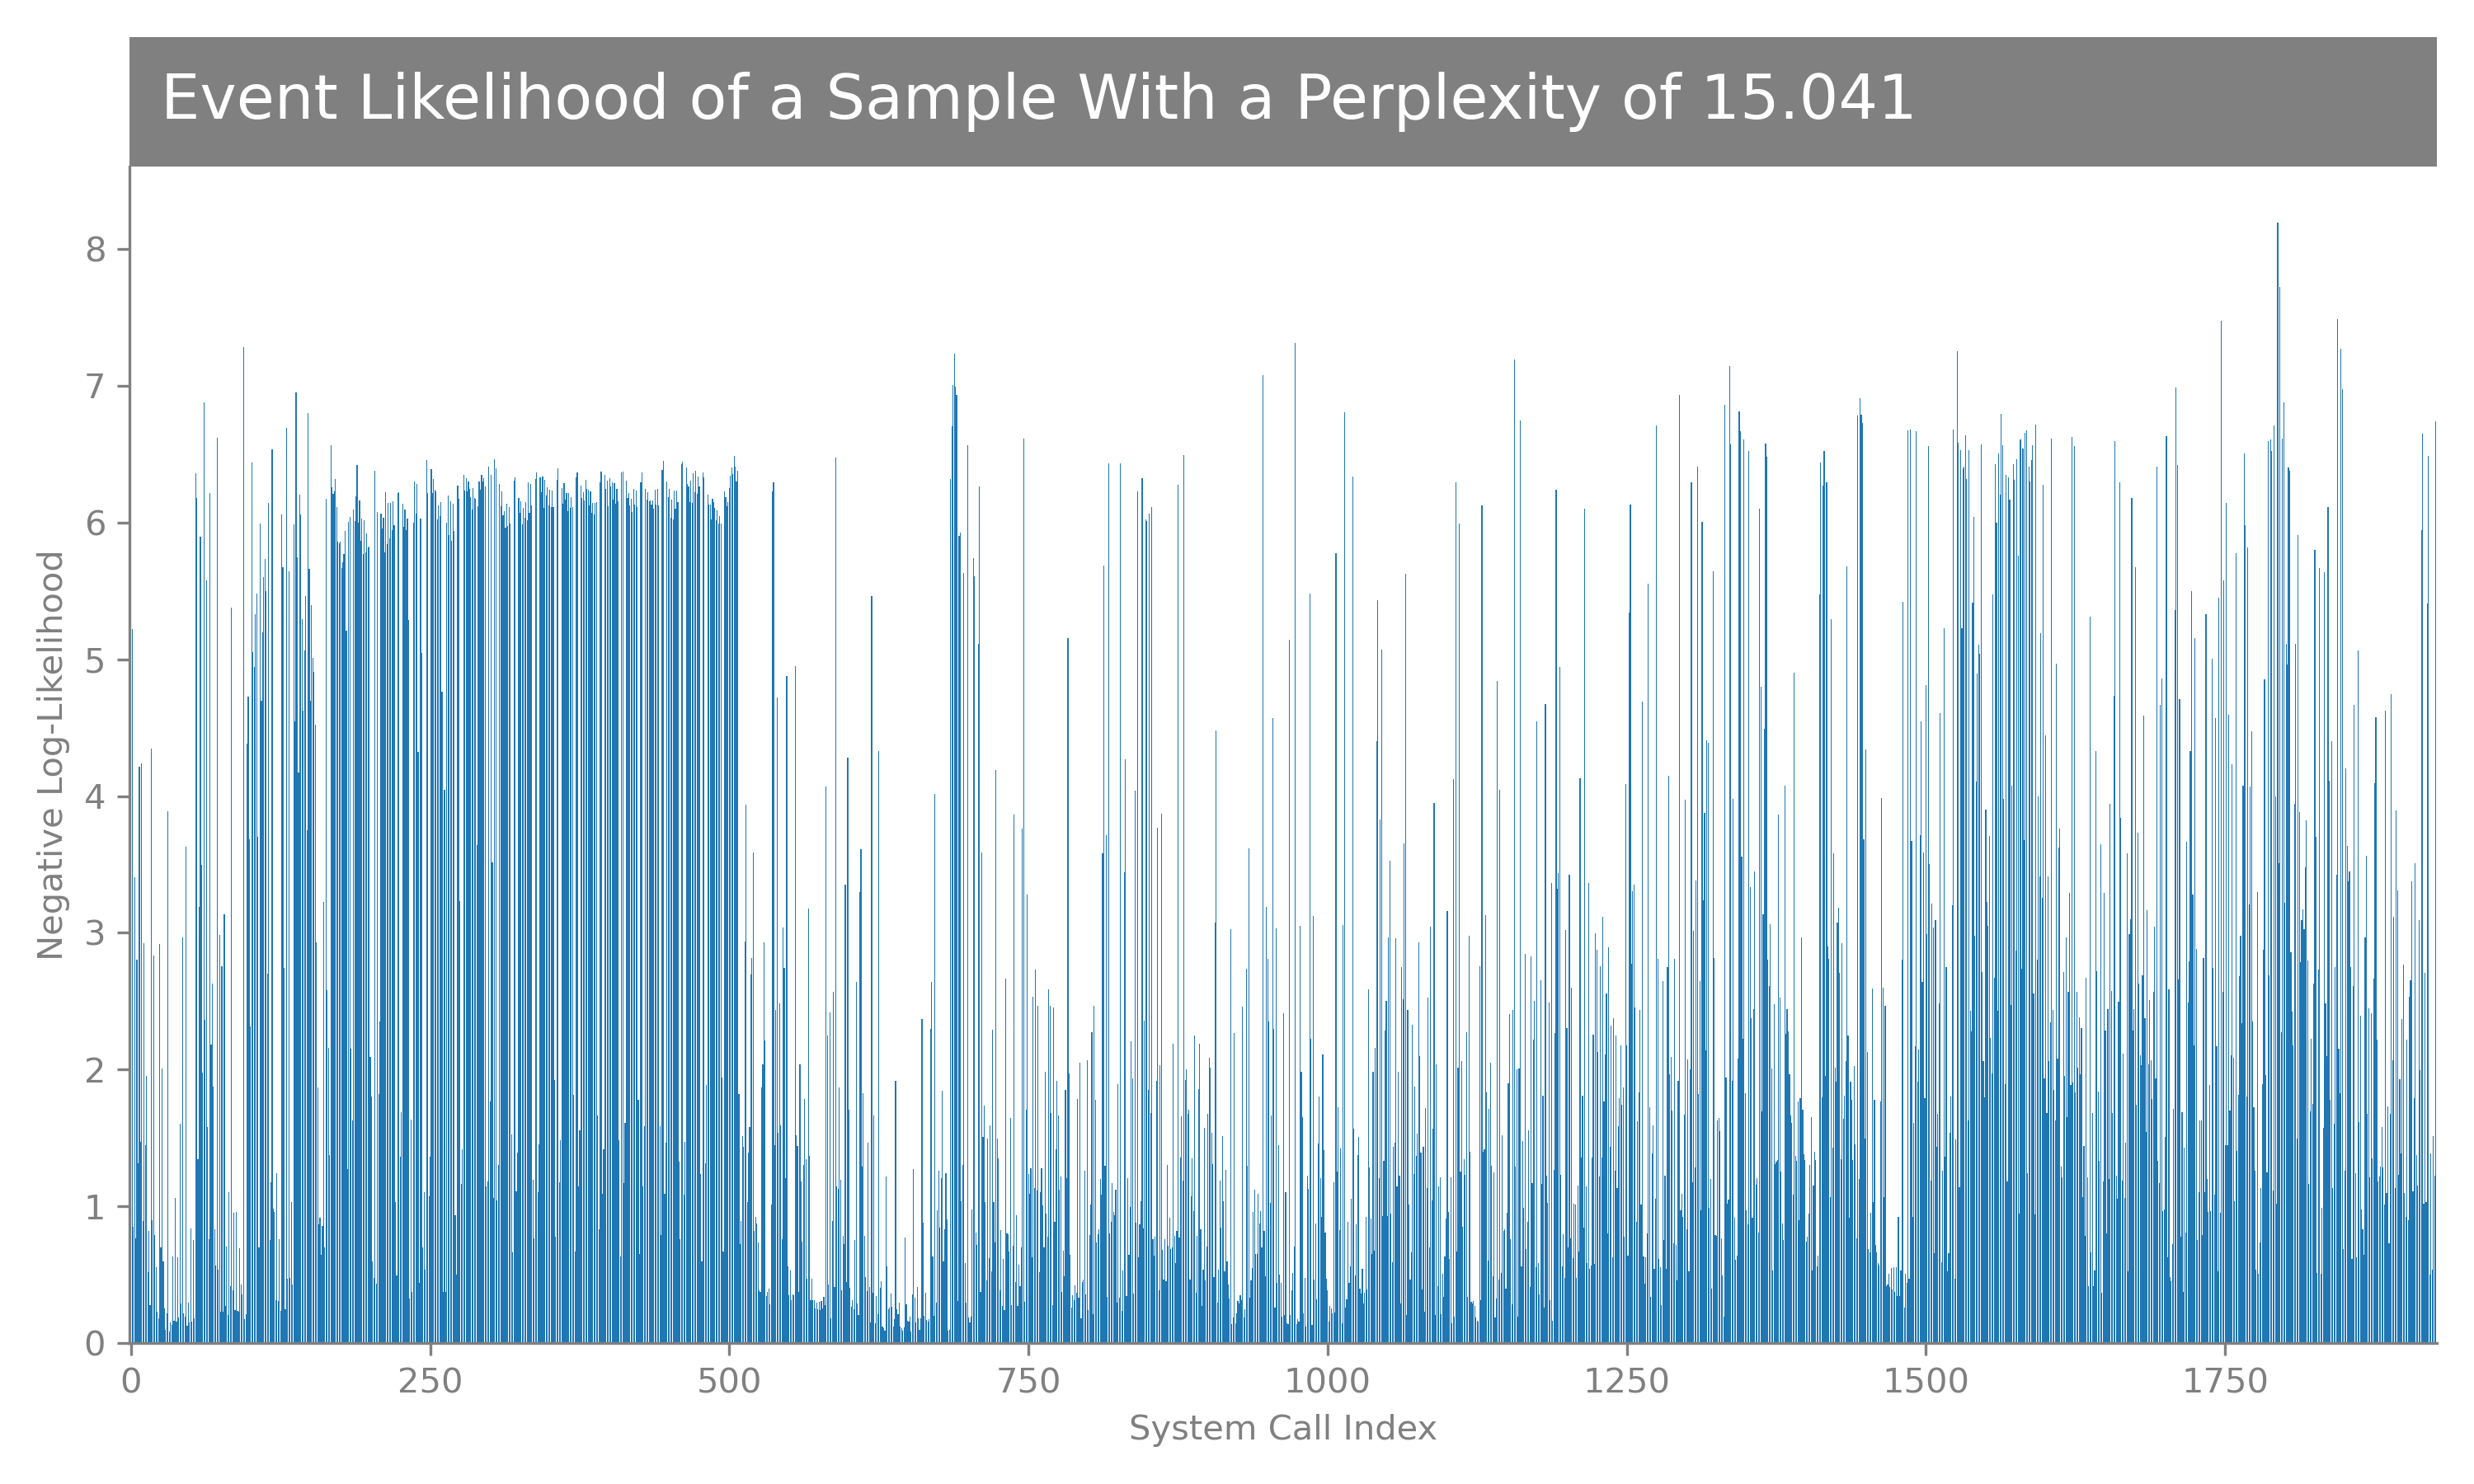 Event Likelihood of a Sample With a Perplexity of 15.041
8
7
6
5
4
3
2
1
0
Negative Log-Likelihood
0 250 500 750 1000 1250 1500 1750
System Call Index